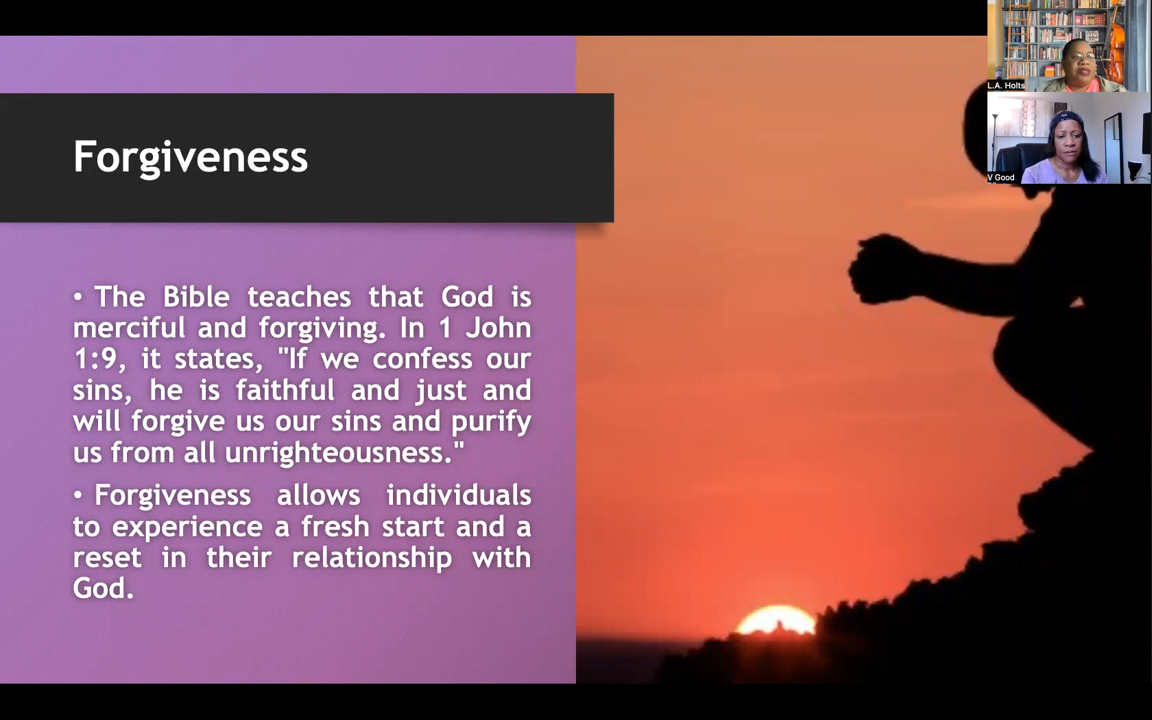 L.A. Holts
V Good
Forgiveness
• The Bible teaches that God is
merciful and forgiving. In 1 John
1:9, it states, "If we confess our
sins, he is faithful and just and
will forgive us our sins and purify
us from all unrighteousness."
• Forgiveness allows individuals
to experience a fresh start and a
reset in their relationship with
God.